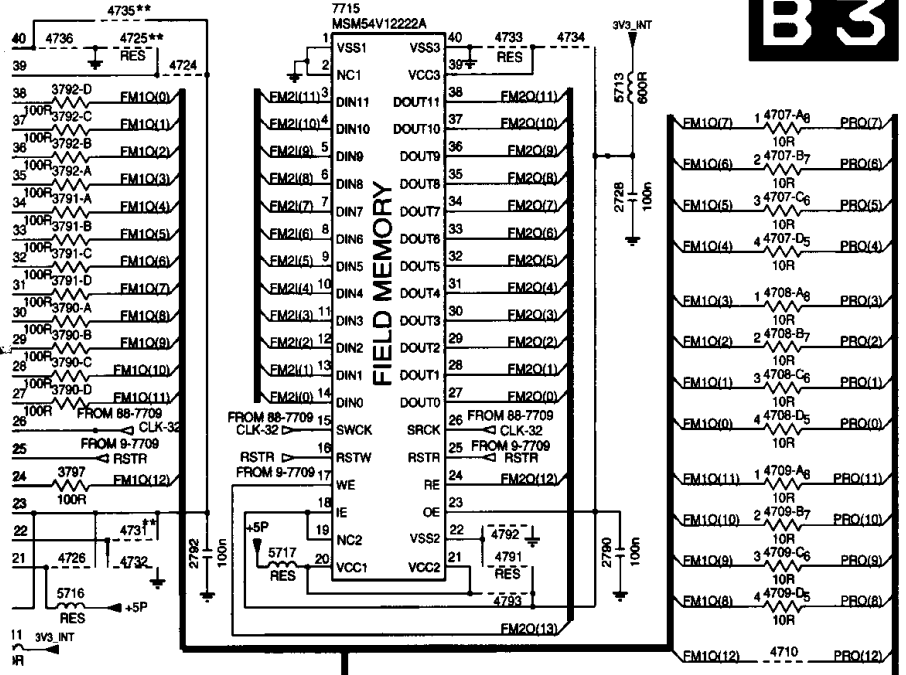 4735**
7715
MSM54V12222A
B 3
40 4736 4725**
RES
39 4724
38 3792-D FM1O(0)
100R
37 3792-C FM1O(1)
100R
36 3792-B FM1O(2)
100R
35 3792-A FM1O(3)
100R
34 3791-A FM1O(4)
100R
33 3791-B FM1O(5)
100R
32 3791-C FM1O(6)
100R
31 3791-D FM1O(7)
100R
30 3790-A FM1O(8)
100R
29 3790-B FM1O(9)
100R
28 3790-C FM1O(10)
100R
27 3790-D FM1O(11)
100R
FROM 88-7709
26 CLK-32
FROM 9-7709
25 RSTR
24 3797 FM1O(12)
100R
23
22 4731**
21 4726 4732
2792
100n
5716
RES
+5P
11 3V3_INT
FIELD MEMORY
1 VSS1 VSS3 40 4733 4734
RES
2 NC1 VCC3 39
FM2I(11) 3 DIN11 DOUT11 38 FM2O(11)
FM2I(10) 4 DIN10 DOUT10 37 FM2O(10)
FM2I(9) 5 DIN9 DOUT9 36 FM2O(9)
FM2I(8) 6 DIN8 DOUT8 35 FM2O(8)
FM2I(7) 7 DIN7 DOUT7 34 FM2O(7)
FM2I(6) 8 DIN6 DOUT6 33 FM2O(6)
FM2I(5) 9 DIN5 DOUT5 32 FM2O(5)
FM2I(4) 10 DIN4 DOUT4 31 FM2O(4)
FM2I(3) 11 DIN3 DOUT3 30 FM2O(3)
FM2I(2) 12 DIN2 DOUT2 29 FM2O(2)
FM2I(1) 13 DIN1 DOUT1 28 FM2O(1)
FM2I(0) 14 DIN0 DOUT0 27 FM2O(0)
FROM 88-7709 FROM 88-7709
CLK-32 15 SWCK SRCK 26 CLK-32
FROM 9-7709
RSTR 16 RSTW RSTR 25 RSTR
FROM 9-7709
17 WE RE 24 FM2O(12)
18 IE OE 23
19 NC2 VSS2 22 4792
20 VCC1 VCC2 21 4791
RES
4793
+5P
5717
RES
2790
100n
FM2O(13)
3V3_INT
5713
600R
2728
100n
FM1O(7) 1 4707-A 8 PRO(7)
10R
FM1O(6) 2 4707-B 7 PRO(6)
10R
FM1O(5) 3 4707-C 6 PRO(5)
10R
FM1O(4) 4 4707-D 5 PRO(4)
10R
FM1O(3) 1 4708-A 8 PRO(3)
10R
FM1O(2) 2 4708-B 7 PRO(2)
10R
FM1O(1) 3 4708-C 6 PRO(1)
10R
FM1O(0) 4 4708-D 5 PRO(0)
10R
FM1O(11) 1 4709-A 8 PRO(11)
10R
FM1O(10) 2 4709-B 7 PRO(10)
10R
FM1O(9) 3 4709-C 6 PRO(9)
10R
FM1O(8) 4 4709-D 5 PRO(8)
10R
FM1O(12) 4710 PRO(12)